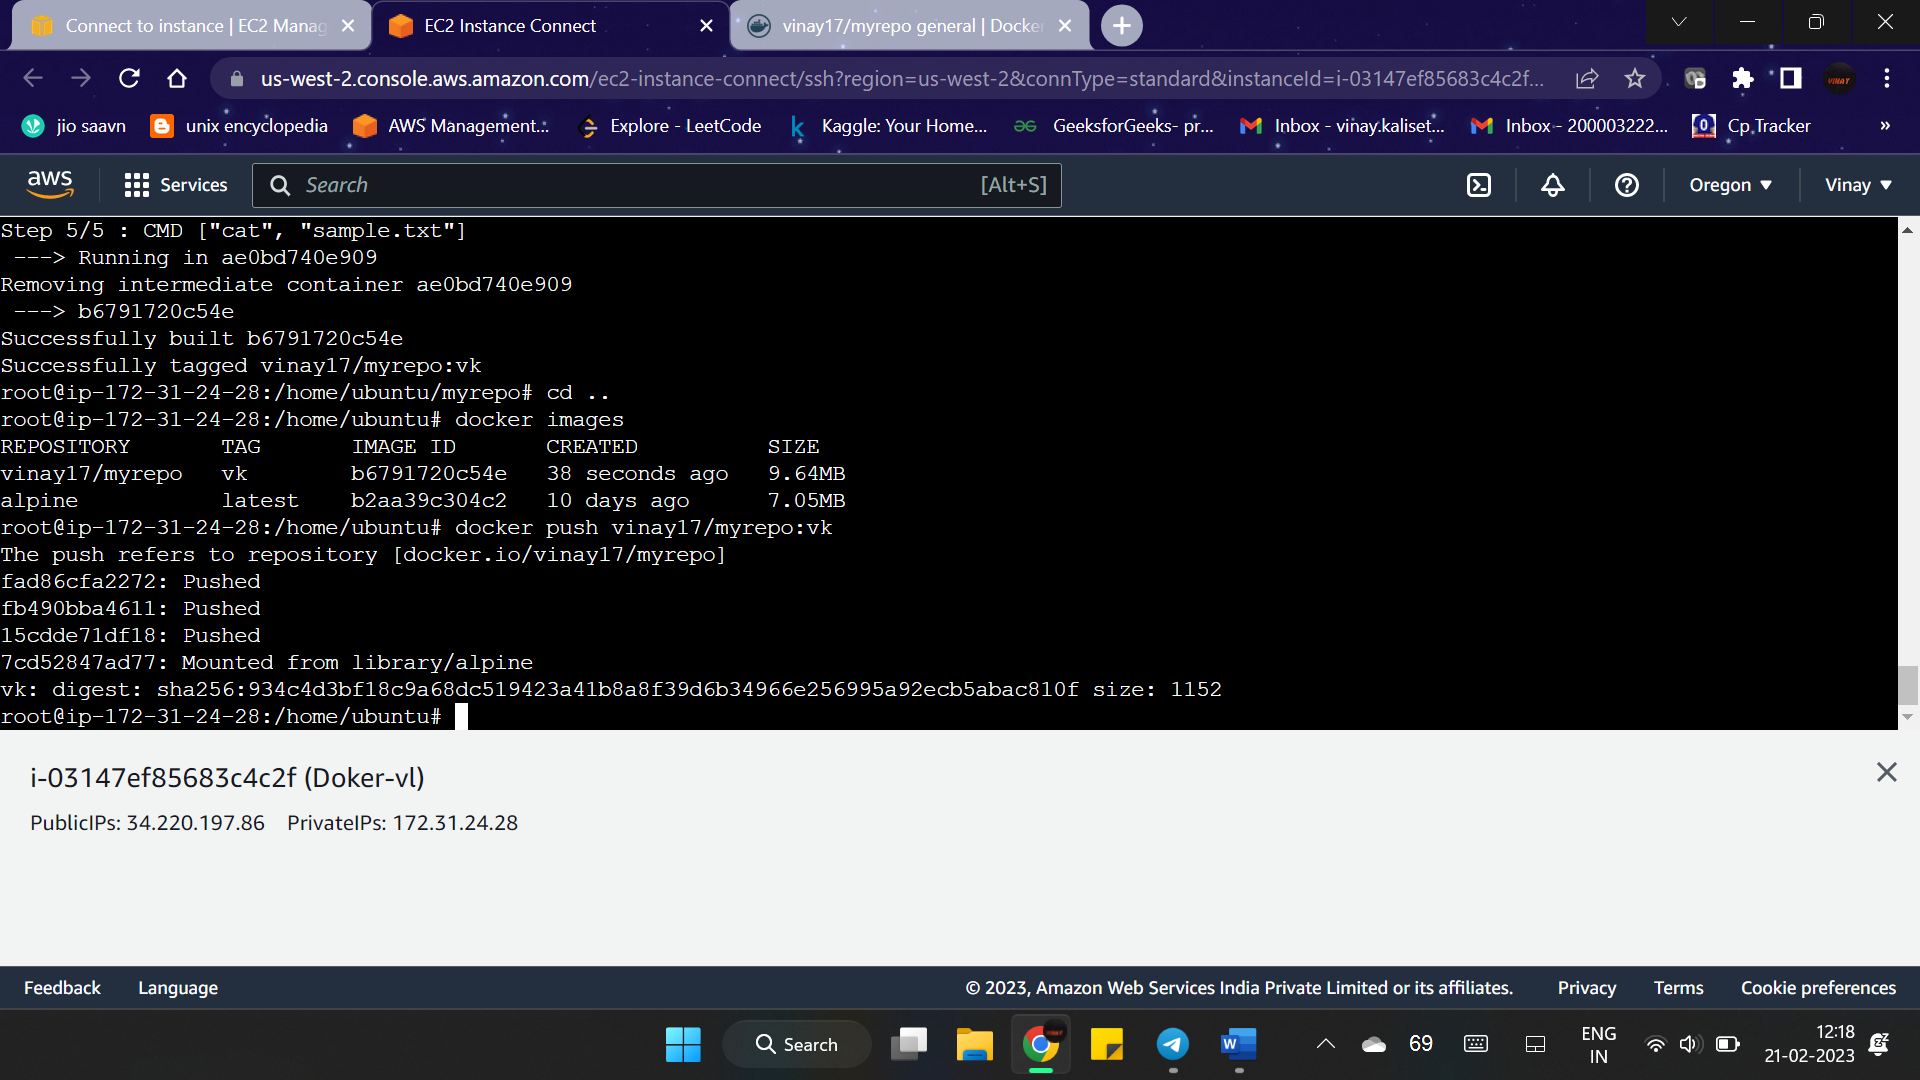 Connect to instance | EC2 Manag
EC2 Instance Connect
vinay17/myrepo general | Docker
us-west-2.console.aws.amazon.com/ec2-instance-connect/ssh?region=us-west-2&connType=standard&instanceId=i-03147ef85683c4c2f...
VINAY
jio saavn
unix encyclopedia
AWS Management...
Explore - LeetCode
Kaggle: Your Home...
GeeksforGeeks- pr...
Inbox - vinay.kaliset...
Inbox - 200003222...
Cp Tracker
»
aws
Services
Search
[Alt+S]
Oregon
Vinay
Step 5/5 : CMD ["cat", "sample.txt"]
---> Running in ae0bd740e909
Removing intermediate container ae0bd740e909
---> b6791720c54e
Successfully built b6791720c54e
Successfully tagged vinay17/myrepo:vk
root@ip-172-31-24-28:/home/ubuntu/myrepo# cd ..
root@ip-172-31-24-28:/home/ubuntu# docker images
REPOSITORY TAG IMAGE ID CREATED SIZE
vinay17/myrepo vk b6791720c54e 38 seconds ago 9.64MB
alpine latest b2aa39c304c2 10 days ago 7.05MB
root@ip-172-31-24-28:/home/ubuntu# docker push vinay17/myrepo:vk
The push refers to repository [docker.io/vinay17/myrepo]
fad86cfa2272: Pushed
fb490bba4611: Pushed
15cdde71df18: Pushed
7cd52847ad77: Mounted from library/alpine
vk: digest: sha256:934c4d3bf18c9a68dc519423a41b8a8f39d6b34966e256995a92ecb5abac810f size: 1152
root@ip-172-31-24-28:/home/ubuntu#
i-03147ef85683c4c2f (Doker-vl)
PublicIPs: 34.220.197.86 PrivateIPs: 172.31.24.28
Feedback
Language
© 2023, Amazon Web Services India Private Limited or its affiliates.
Privacy
Terms
Cookie preferences
Search
69
ENG
IN
12:18
21-02-2023